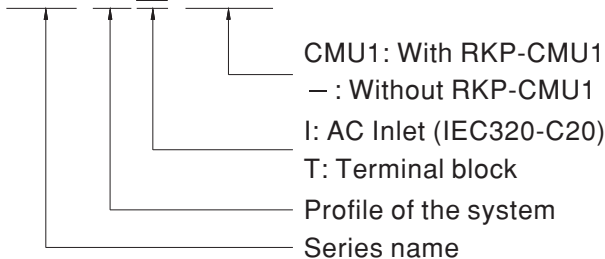 CMU1: With RKP-CMU1
－: Without RKP-CMU1
I: AC Inlet (IEC320-C20)
T: Terminal block
Profile of the system
Series name